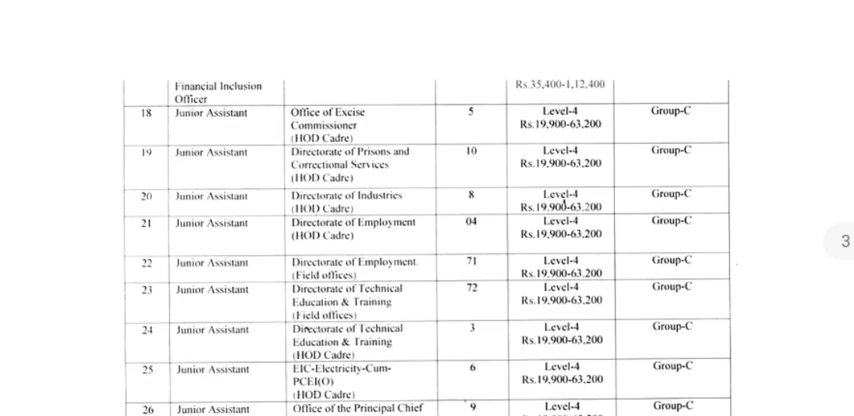 Financial Inclusion Officer Rs.35,400-1,12,400
18 Junior Assistant Office of Excise Commissioner (HOD Cadre) 5 Level-4 Rs.19,900-63,200 Group-C
19 Junior Assistant Directorate of Prisons and Correctional Services (HOD Cadre) 10 Level-4 Rs.19,900-63,200 Group-C
20 Junior Assistant Directorate of Industries (HOD Cadre) 8 Level-4 Rs.19,900-63,200 Group-C
21 Junior Assistant Directorate of Employment (HOD Cadre) 04 Level-4 Rs.19,900-63,200 Group-C
22 Junior Assistant Directorate of Employment. (Field offices) 71 Level-4 Rs.19,900-63,200 Group-C
23 Junior Assistant Directorate of Technical Education & Training (Field offices) 72 Level-4 Rs.19,900-63,200 Group-C
24 Junior Assistant Directorate of Technical Education & Training (HOD Cadre) 3 Level-4 Rs.19,900-63,200 Group-C
25 Junior Assistant EIC-Electricity-Cum-PCEI(O) (HOD Cadre) 6 Level-4 Rs.19,900-63,200 Group-C
26 Junior Assistant Office of the Principal Chief 9 Level-4 Group-C
3